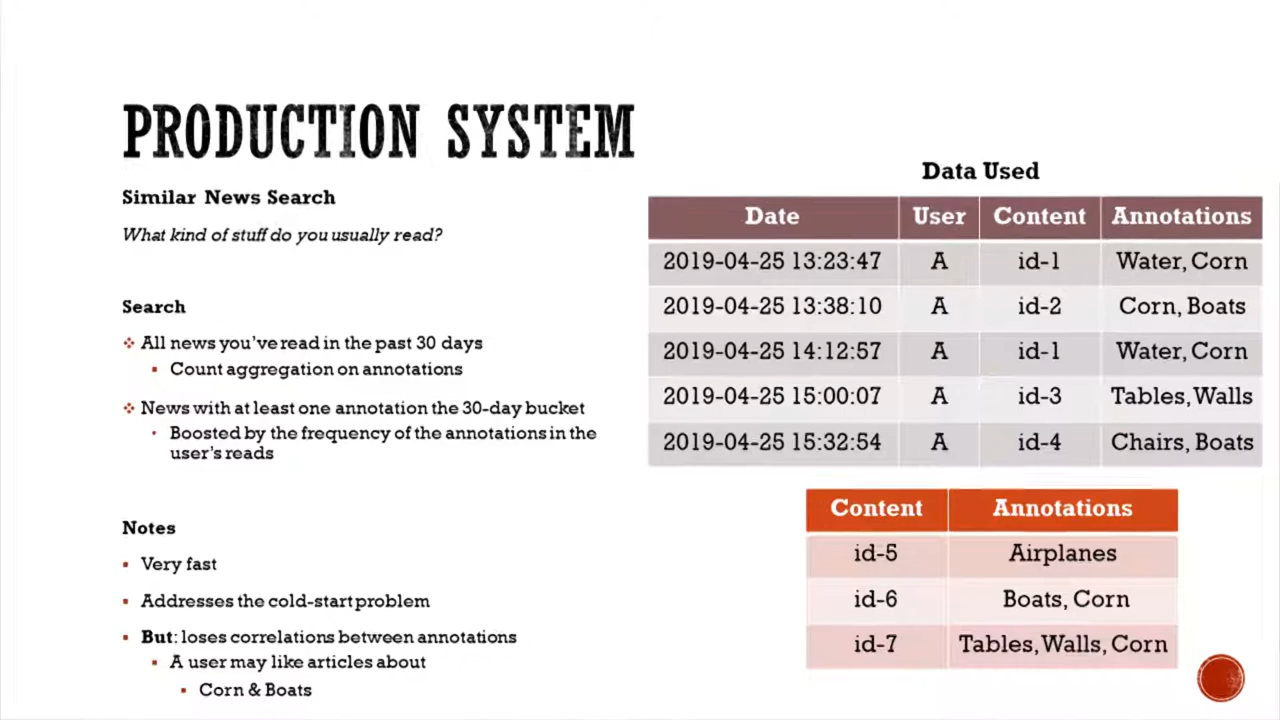 PRODUCTION SYSTEM
Similar News Search
What kind of stuff do you usually read?
Search
All news you've read in the past 30 days
Count aggregation on annotations
News with at least one annotation the 30-day bucket
Boosted by the frequency of the annotations in the
user's reads
Notes
Very fast
Addresses the cold-start problem
But: loses correlations between annotations
A user may like articles about
Corn & Boats
Data Used
Date User Content Annotations
2019-04-25 13:23:47 A id-1 Water, Corn
2019-04-25 13:38:10 A id-2 Corn, Boats
2019-04-25 14:12:57 A id-1 Water, Corn
2019-04-25 15:00:07 A id-3 Tables, Walls
2019-04-25 15:32:54 A id-4 Chairs, Boats
Content Annotations
id-5 Airplanes
id-6 Boats, Corn
id-7 Tables, Walls, Corn